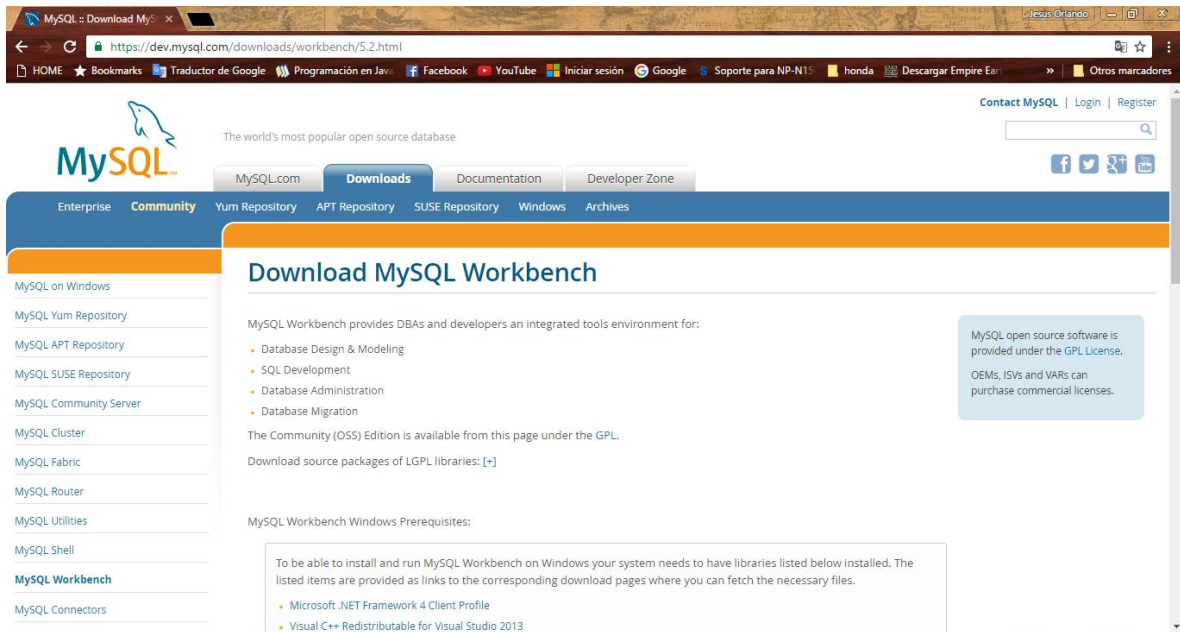 MySQL :: Download MyS
Jesus Orlando
https://dev.mysql.com/downloads/workbench/5.2.html
HOME Bookmarks Traductor de Google Programación en Java Facebook YouTube Iniciar sesión Google Soporte para NP-N15 honda Descargar Empire Ear » Otros marcadores
Contact MySQL | Login | Register
MySQL™
The world's most popular open source database
MySQL.com Downloads Documentation Developer Zone
Enterprise Community Yum Repository APT Repository SUSE Repository Windows Archives
MySQL on Windows
MySQL Yum Repository
MySQL APT Repository
MySQL SUSE Repository
MySQL Community Server
MySQL Cluster
MySQL Fabric
MySQL Router
MySQL Utilities
MySQL Shell
MySQL Workbench
MySQL Connectors
Download MySQL Workbench
MySQL Workbench provides DBAs and developers an integrated tools environment for:
• Database Design & Modeling
• SQL Development
• Database Administration
• Database Migration
The Community (OSS) Edition is available from this page under the GPL.
Download source packages of LGPL libraries: [+]
MySQL Workbench Windows Prerequisites:
To be able to install and run MySQL Workbench on Windows your system needs to have libraries listed below installed. The
listed items are provided as links to the corresponding download pages where you can fetch the necessary files.
• Microsoft .NET Framework 4 Client Profile
• Visual C++ Redistributable for Visual Studio 2013
MySQL open source software is
provided under the GPL License.
OEMs, ISVs and VARs can
purchase commercial licenses.